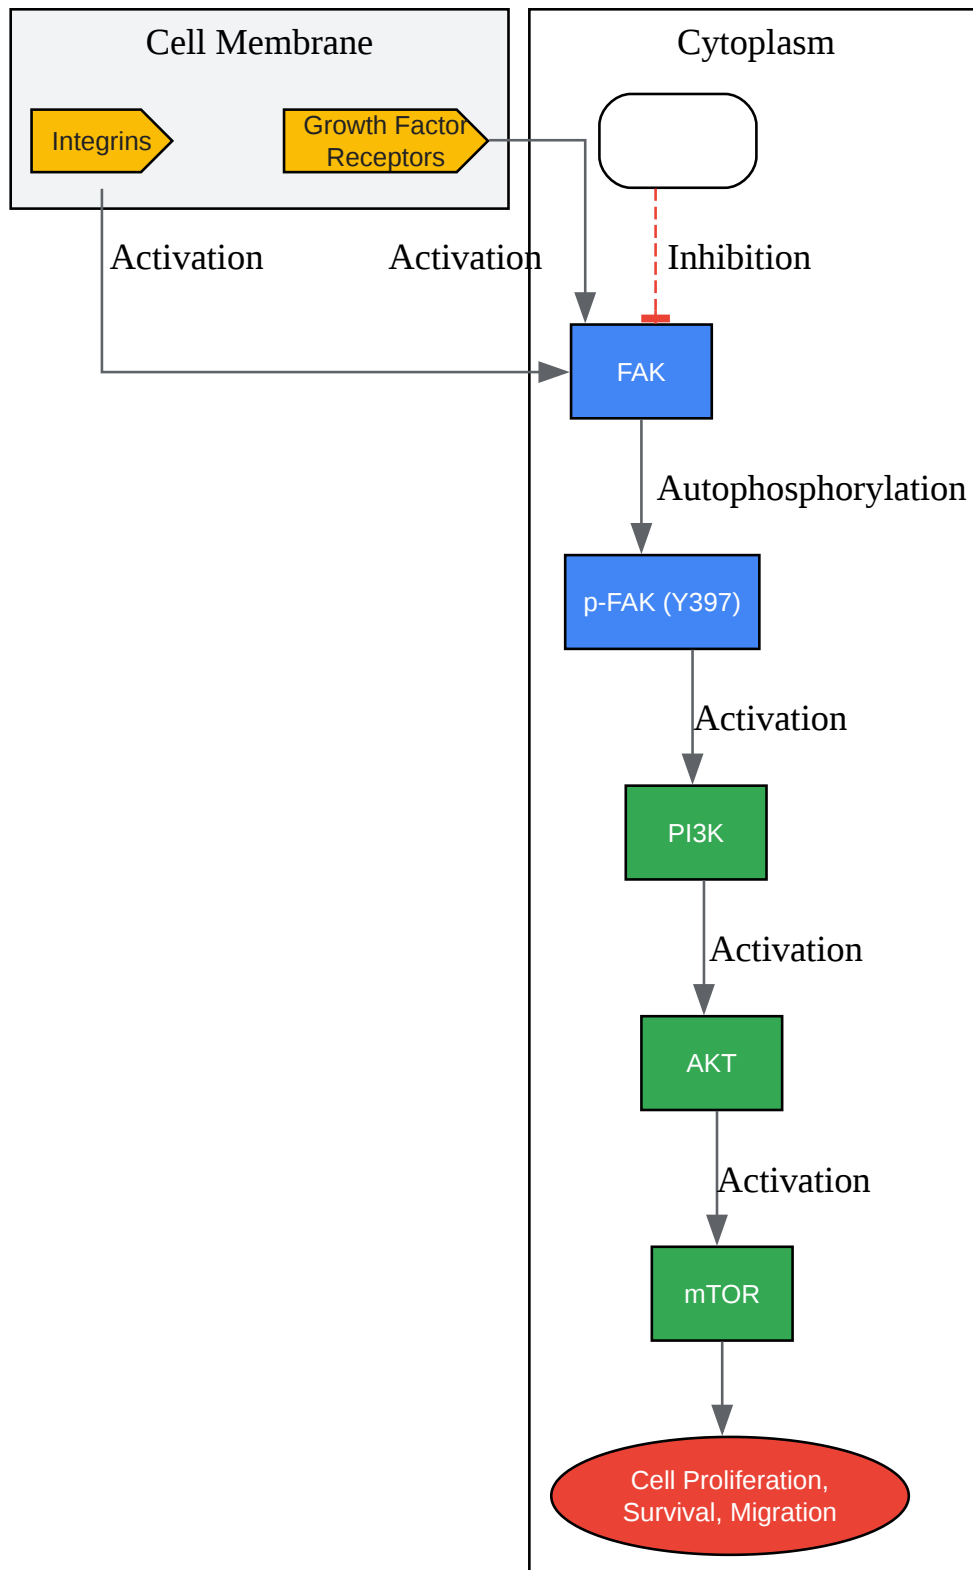 Cell Membrane
Cytoplasm
Integrins
Growth Factor
Receptors
Activation
Activation
Inhibition
FAK
Autophosphorylation
p-FAK (Y397)
Activation
PI3K
Activation
AKT
Activation
mTOR
Cell Proliferation,
Survival, Migration